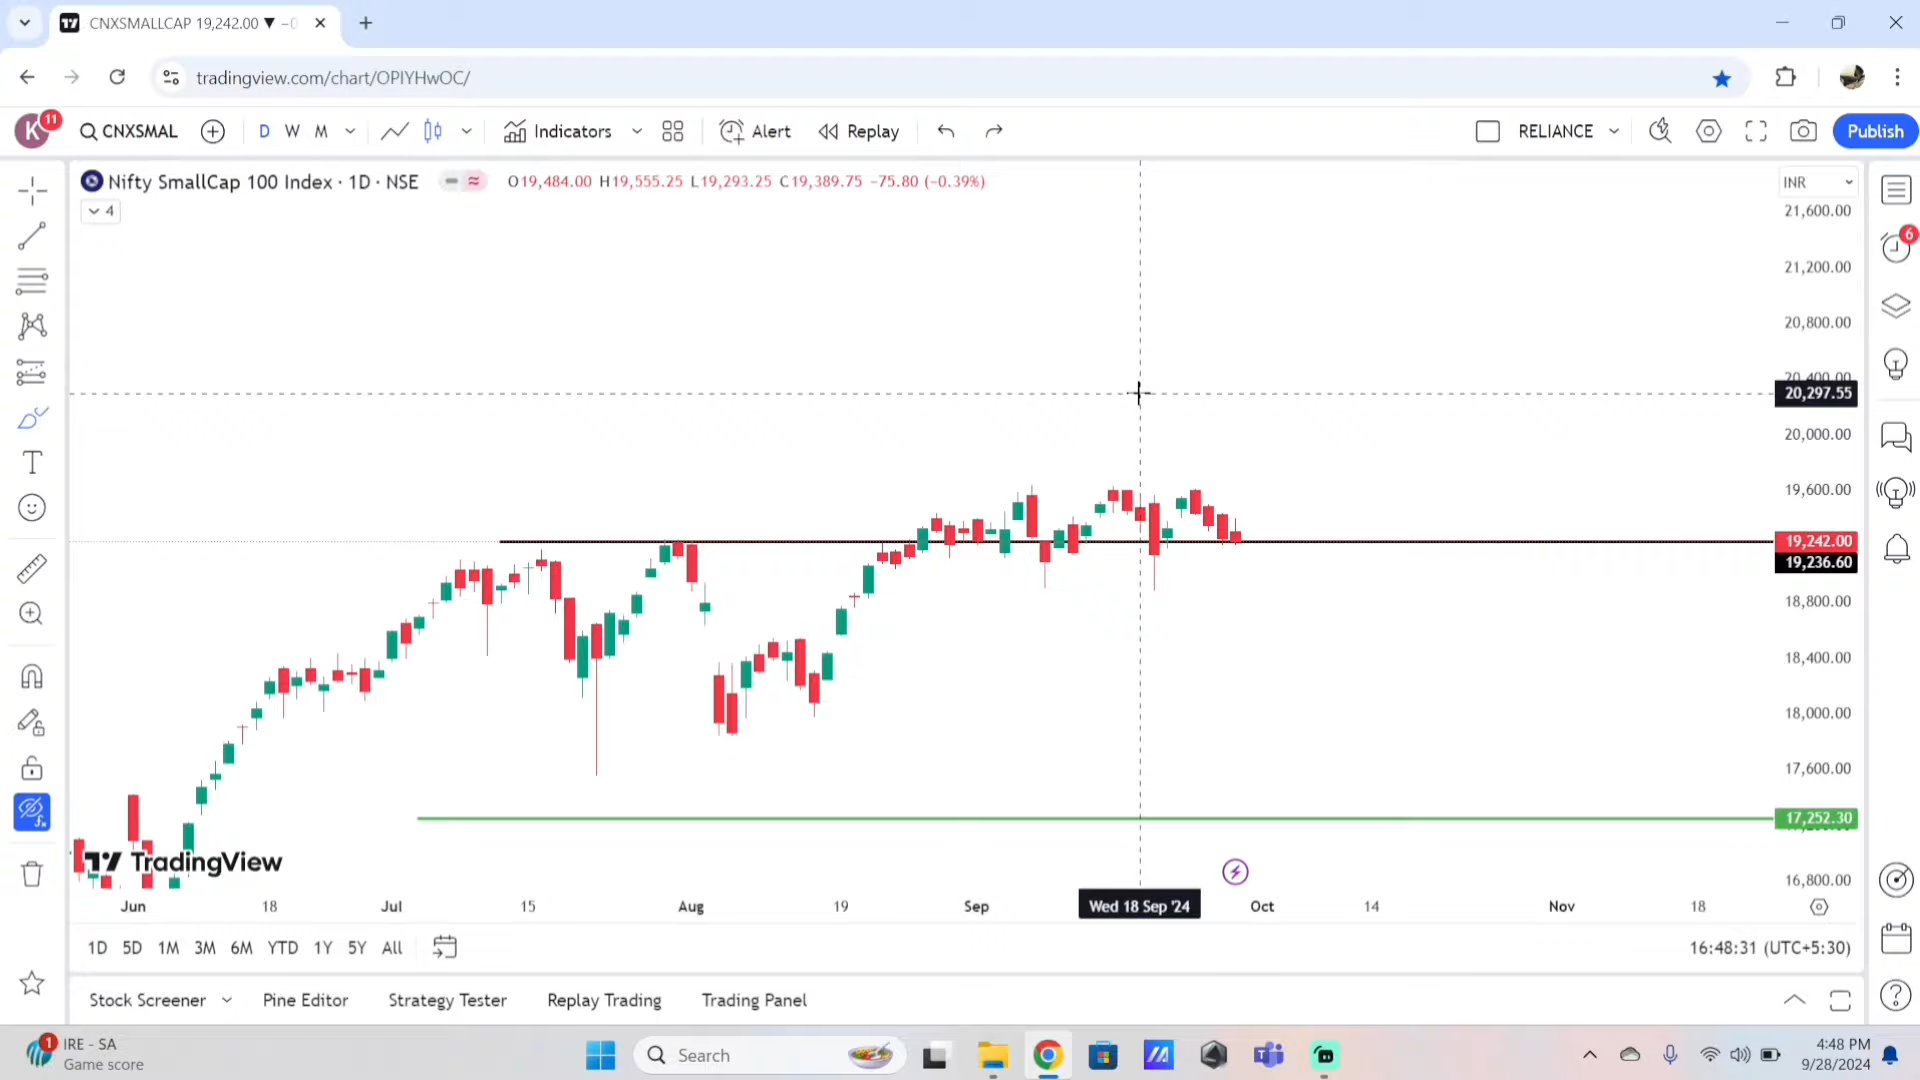 CNXSMALLCAP 19,242.00 ▼ −0
tradingview.com/chart/OPIYHwOC/
K
11
CNXSMAL
D W M
Indicators
Alert
Replay
RELIANCE
Publish
Nifty SmallCap 100 Index · 1D · NSE
O19,484.00 H19,555.25 L19,293.25 C19,389.75 −75.80 (−0.39%)
INR
4
21,600.00
6
21,200.00
20,800.00
20,400.00
20,297.55
20,000.00
19,600.00
19,242.00
19,236.60
18,800.00
18,400.00
18,000.00
17,600.00
17,252.30
TradingView
16,800.00
Jun 18 Jul 15 Aug 19 Sep Wed 18 Sep '24 Oct 14 Nov 18
1D 5D 1M 3M 6M YTD 1Y 5Y All
16:48:31 (UTC+5:30)
Stock Screener Pine Editor Strategy Tester Replay Trading Trading Panel
1
IRE - SA
Game score
Search
4:48 PM
9/28/2024